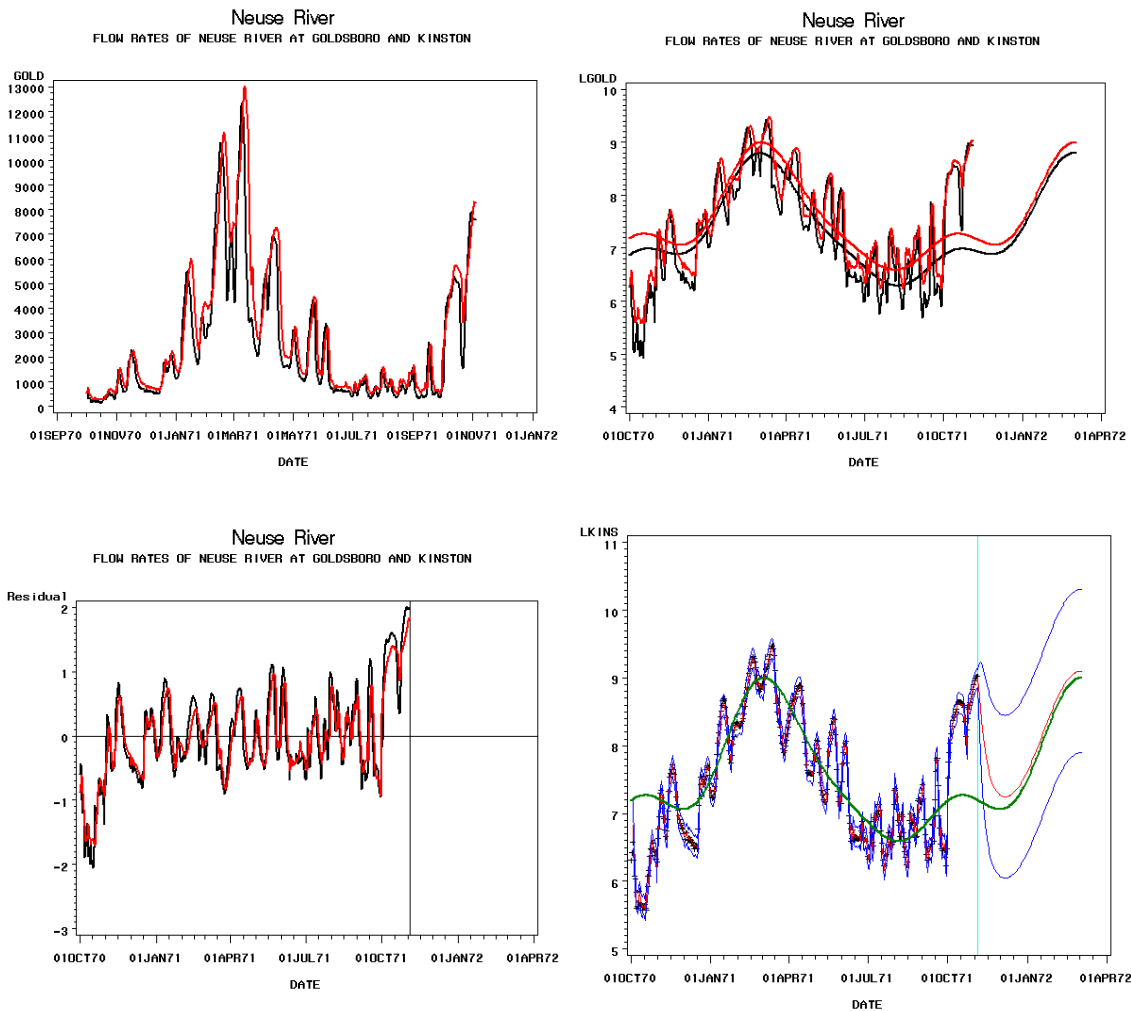 Neuse River
FLOW RATES OF NEUSE RIVER AT GOLDSBORO AND KINSTON
GOLD
13000
12000
11000
10000
9000
8000
7000
6000
5000
4000
3000
2000
1000
0
01SEP70 01NOV70 01JAN71 01MAR71 01MAY71 01JUL71 01SEP71 01NOV71 01JAN72
DATE
Neuse River
FLOW RATES OF NEUSE RIVER AT GOLDSBORO AND KINSTON
LGOLD
10
9
8
7
6
5
4
01OCT70 01JAN71 01APR71 01JUL71 01OCT71 01JAN72 01APR72
DATE
Neuse River
FLOW RATES OF NEUSE RIVER AT GOLDSBORO AND KINSTON
Residual
2
1
0
-1
-2
-3
01OCT70 01JAN71 01APR71 01JUL71 01OCT71 01JAN72 01APR72
DATE
LKINS
11
10
9
8
7
6
5
01OCT70 01JAN71 01APR71 01JUL71 01OCT71 01JAN72 01APR72
DATE